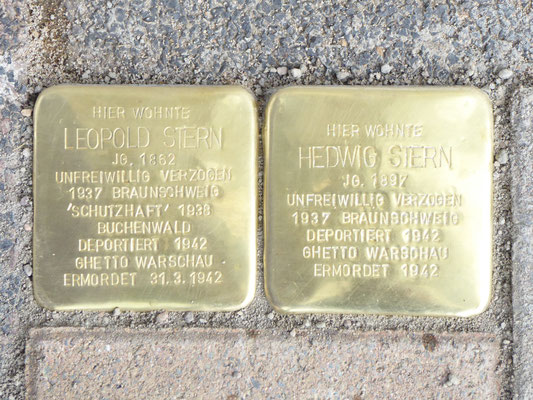 HIER WOHNTE
LEOPOLD STERN
JG. 1882
UNFREIWILLIG VERZOGEN
1937 BRAUNSCHWEIG
'SCHUTZHAFT' 1938
BUCHENWALD
DEPORTIERT 1942
GHETTO WARSCHAU
ERMORDET 31.3.1942
HIER WOHNTE
HEDWIG STERN
JG. 1897
UNFREIWILLIG VERZOGEN
1937 BRAUNSCHWEIG
DEPORTIERT 1942
GHETTO WARSCHAU
ERMORDET 1942